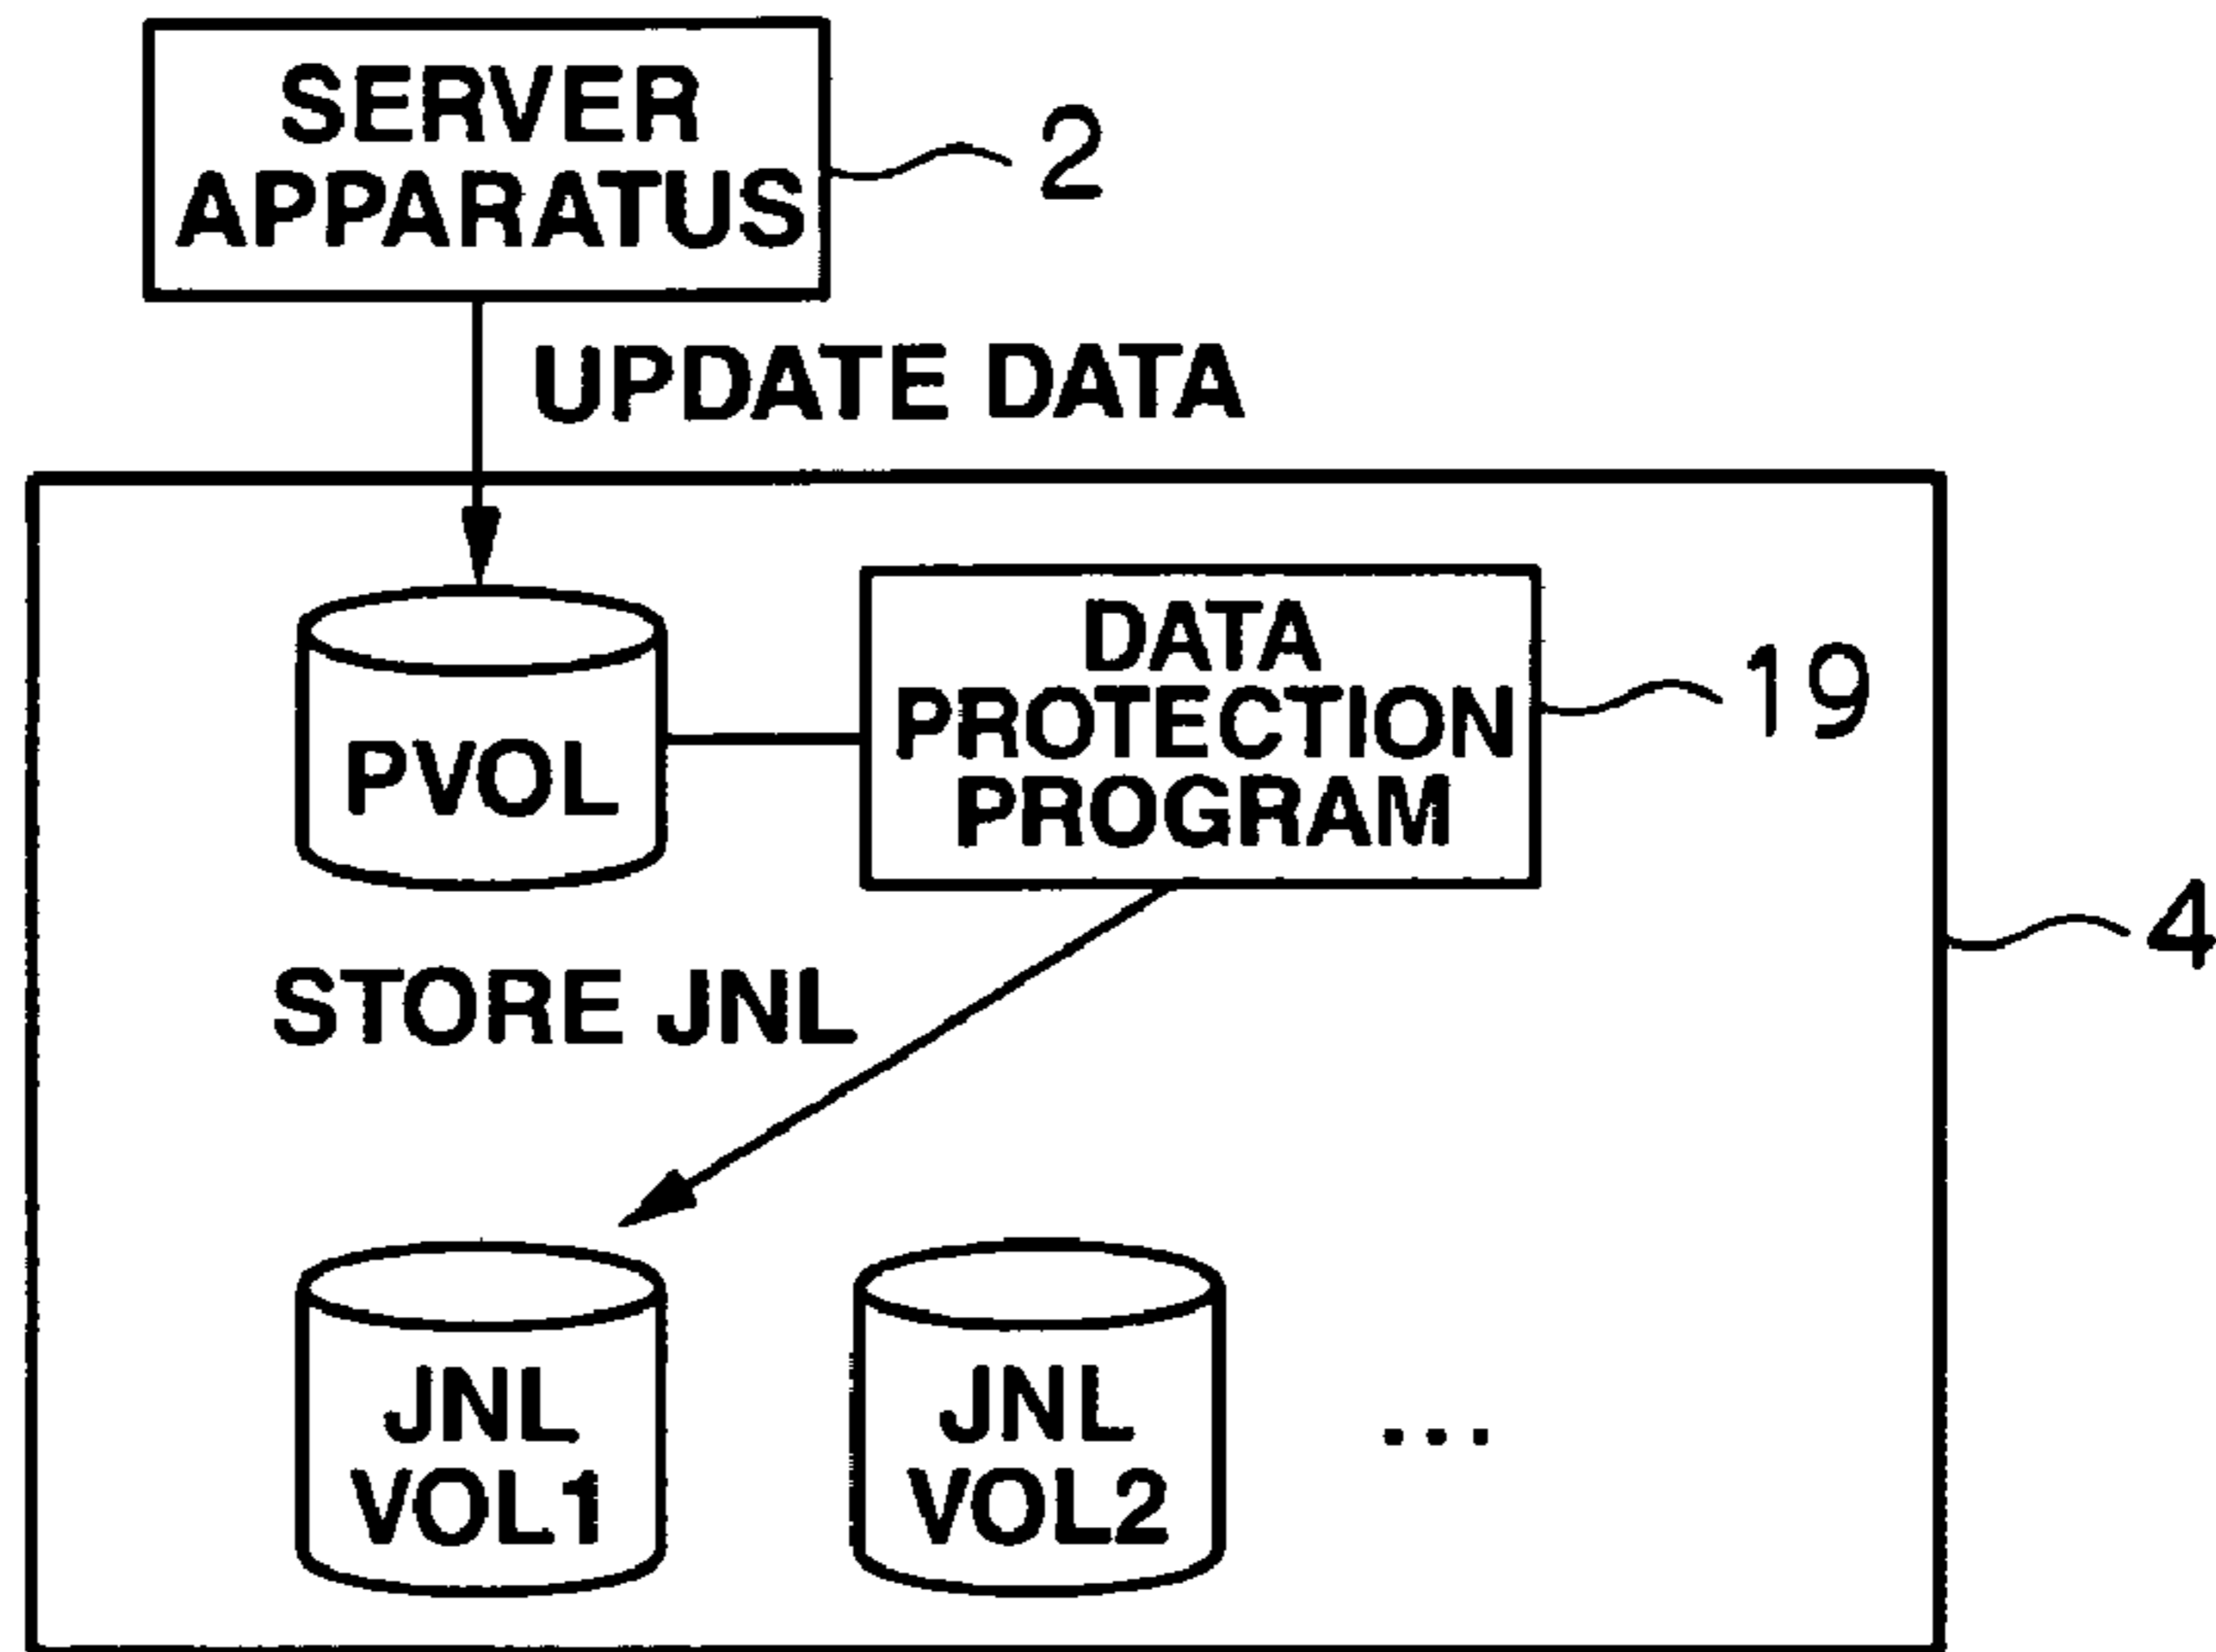 SERVER
APPARATUS
2
UPDATE DATA
DATA
PROTECTION
PROGRAM
19
PVOL
4
STORE JNL
JNL
VOL1
JNL
VOL2
...